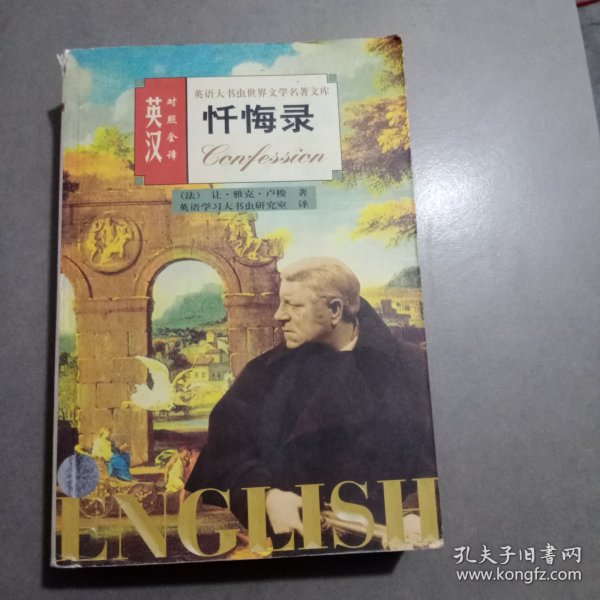 英语大书虫世界文学名著文库
英汉
对照全译
忏悔录
Confession
（法） 让·雅克·卢梭 著
英语学习大书虫研究室 译
ENGLISH
孔夫子旧书网
www.kongfz.com